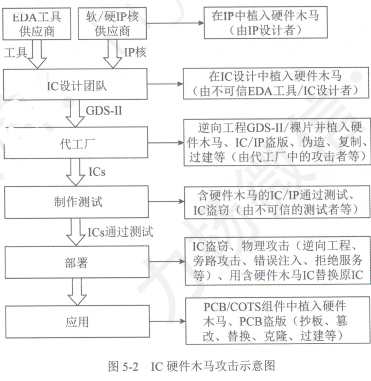 EDA工具
供应商
软/硬IP核
供应商
在IP中植入硬件木马
(由IP设计者)
工具
IP核
IC设计团队
在IC设计中植入硬件木马
(由不可信EDA工具/IC设计者)
GDS-II
代工厂
逆向工程GDS-II/裸片并植入硬
件木马、IC/IP盗版、伪造、复制、
过建等(由代工厂中的攻击者等)
ICs
制作测试
含硬件木马的IC/IP通过测试、
IC盗窃(由不可信的测试者等)
ICs通过测试
部署
IC盗窃、物理攻击(逆向工程、
旁路攻击、错误注入、拒绝服务
等)、用含硬件木马IC替换原IC
应用
PCB/COTS组件中植入硬件
木马、PCB盗版(抄板、篡
改、替换、克隆、过建等)
图 5-2 IC 硬件木马攻击示意图